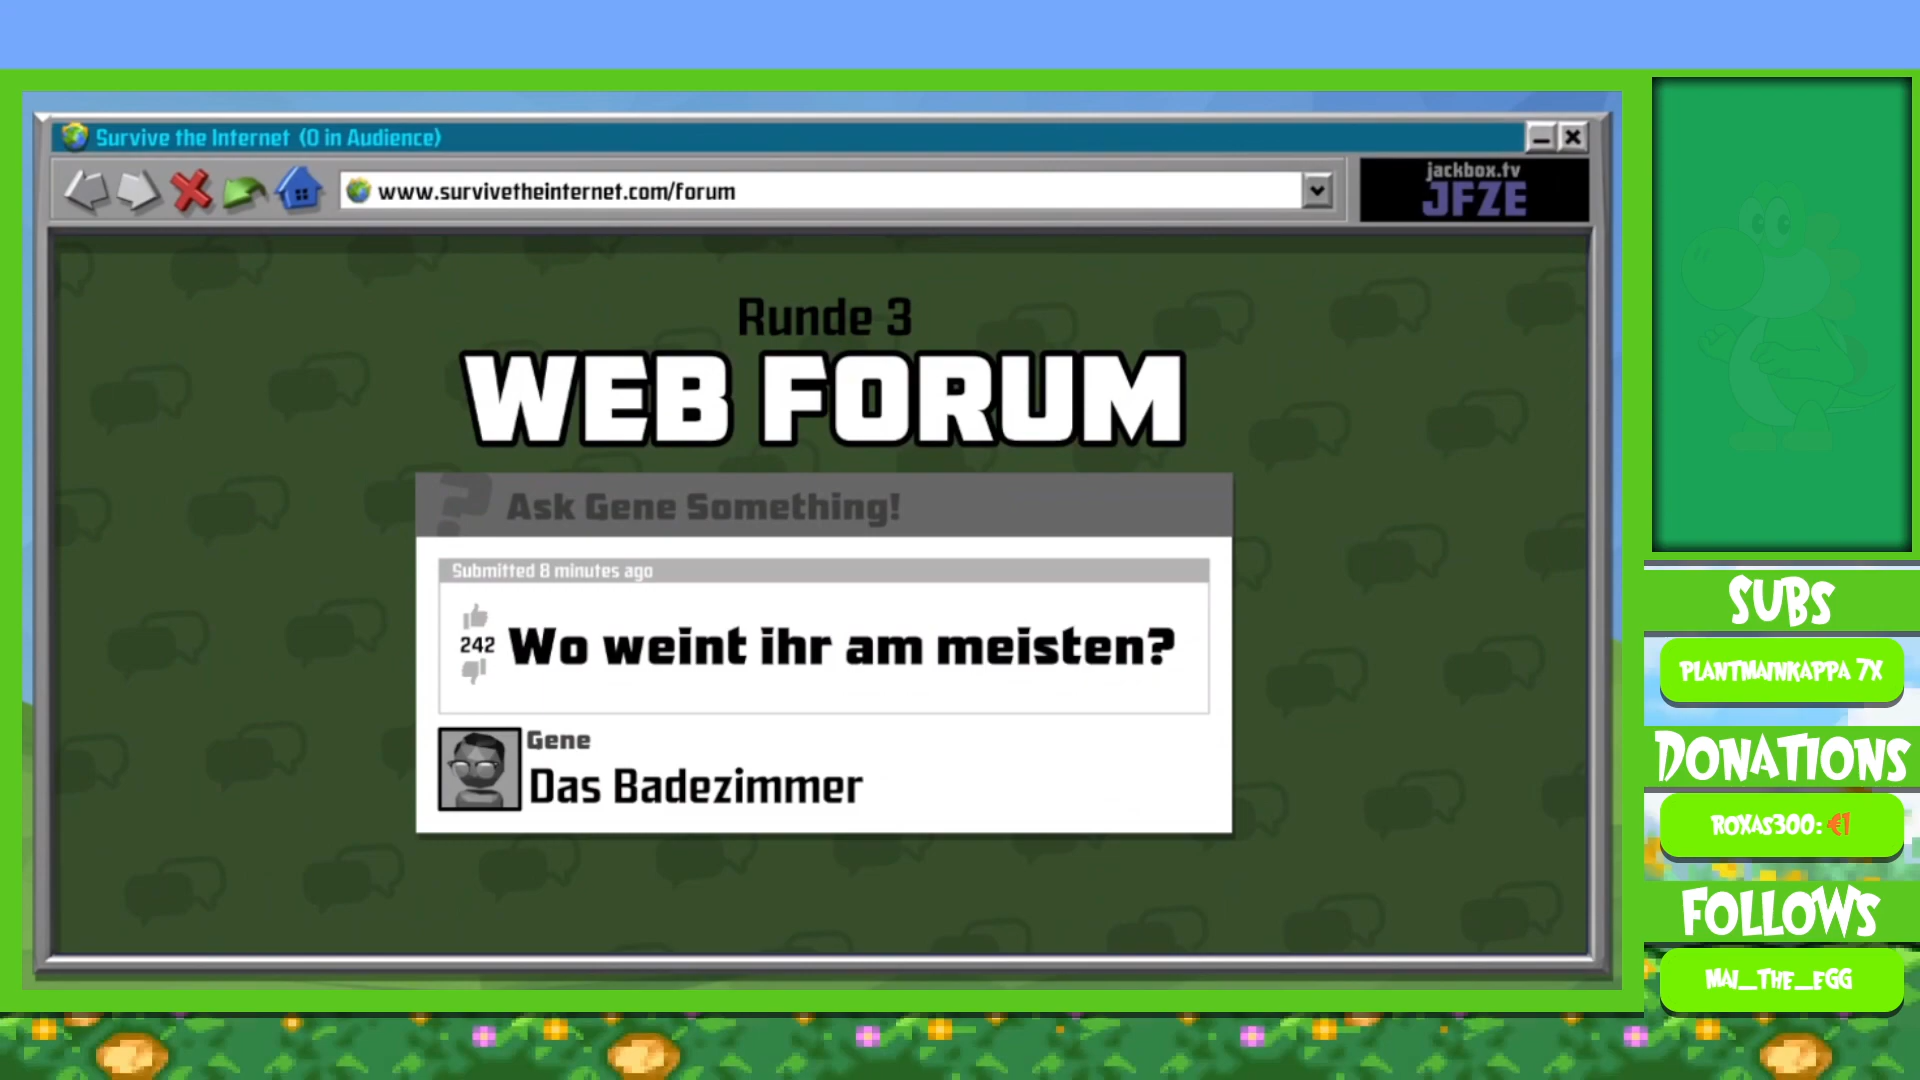 Survive the Internet (0 in Audience)
www.survivetheinternet.com/forum
jackbox.tv
JFZE
Runde 3
WEB FORUM
Ask Gene Something!
Submitted 8 minutes ago
242
Wo weint ihr am meisten?
Gene
Das Badezimmer
SUBS
PLANTMAINKAPPA 7X
DONATIONS
ROXAS300: €1
FOLLOWS
MAI_THE_EGG